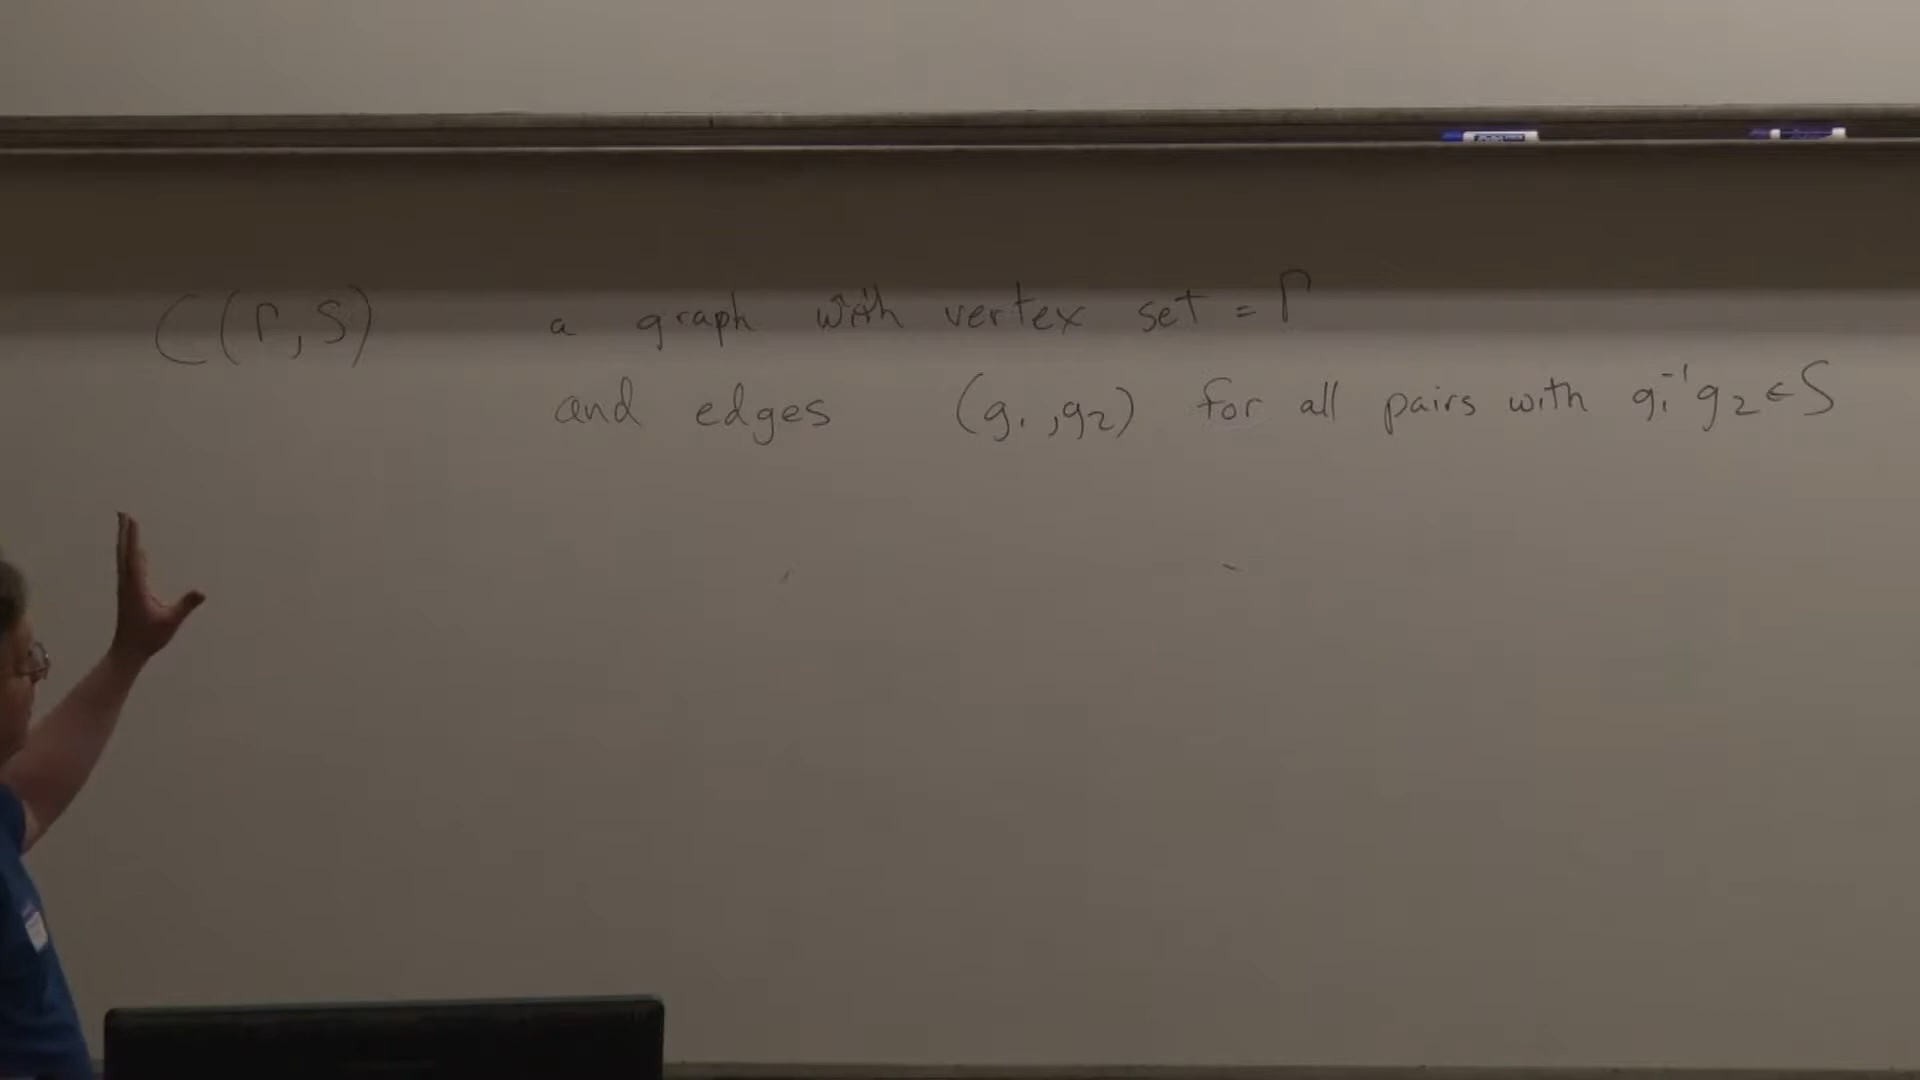 C(Γ,S) a graph with vertex set = Γ
and edges (g₁,g₂) for all pairs with g₁⁻¹g₂∈S